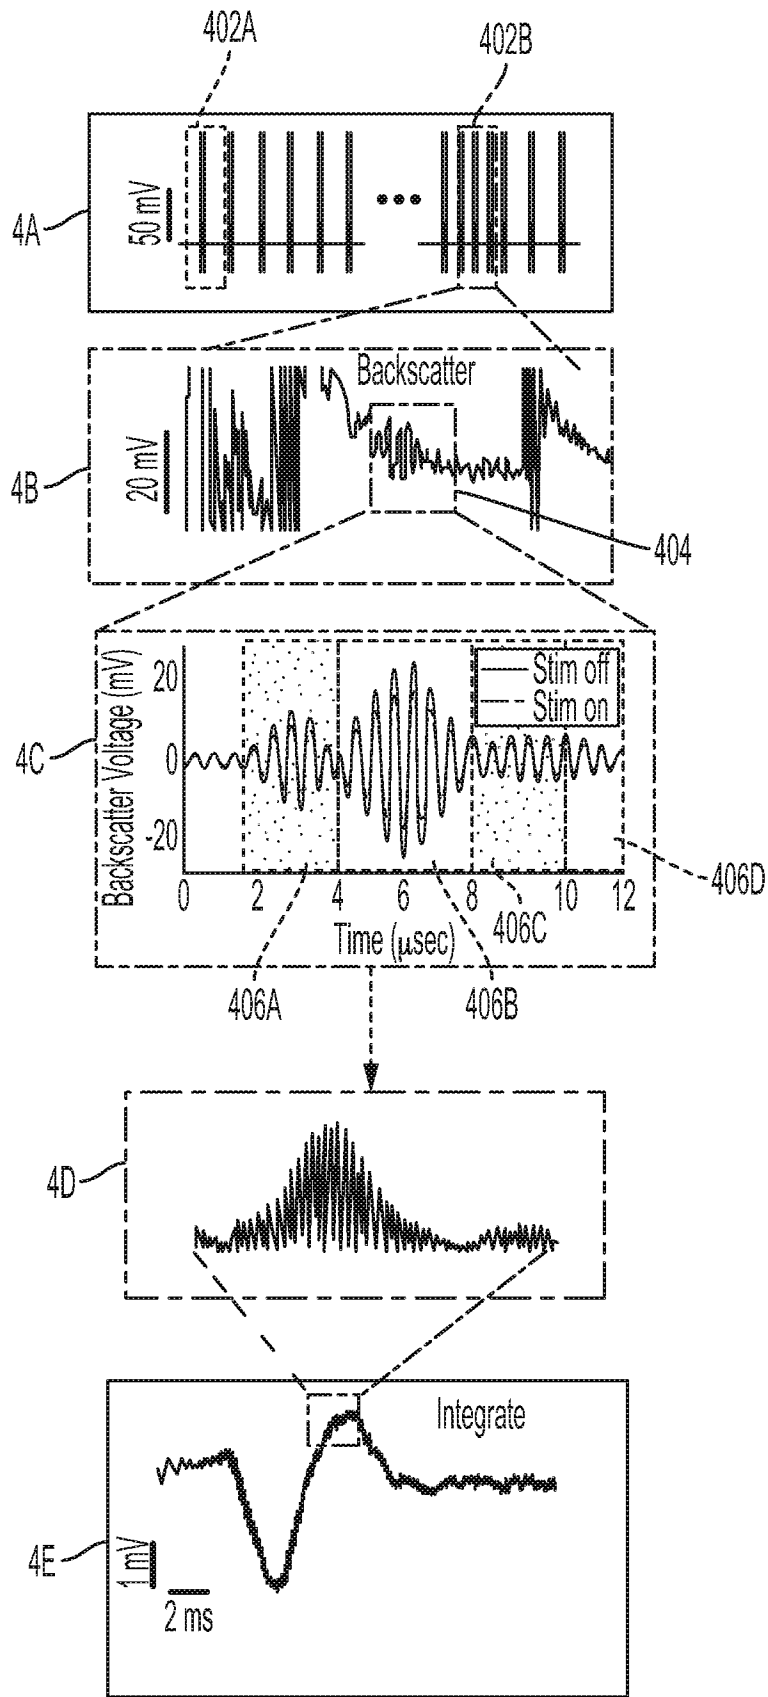 402A
402B
4A
50 mV
4B
20 mV
Backscatter
404
4C
Backscatter Voltage (mV)
20
0
-20
Stim off
Stim on
0 2 4 6 8 10 12
Time (μsec)
406A
406B
406C
406D
4D
4E
Integrate
1 mV
2 ms